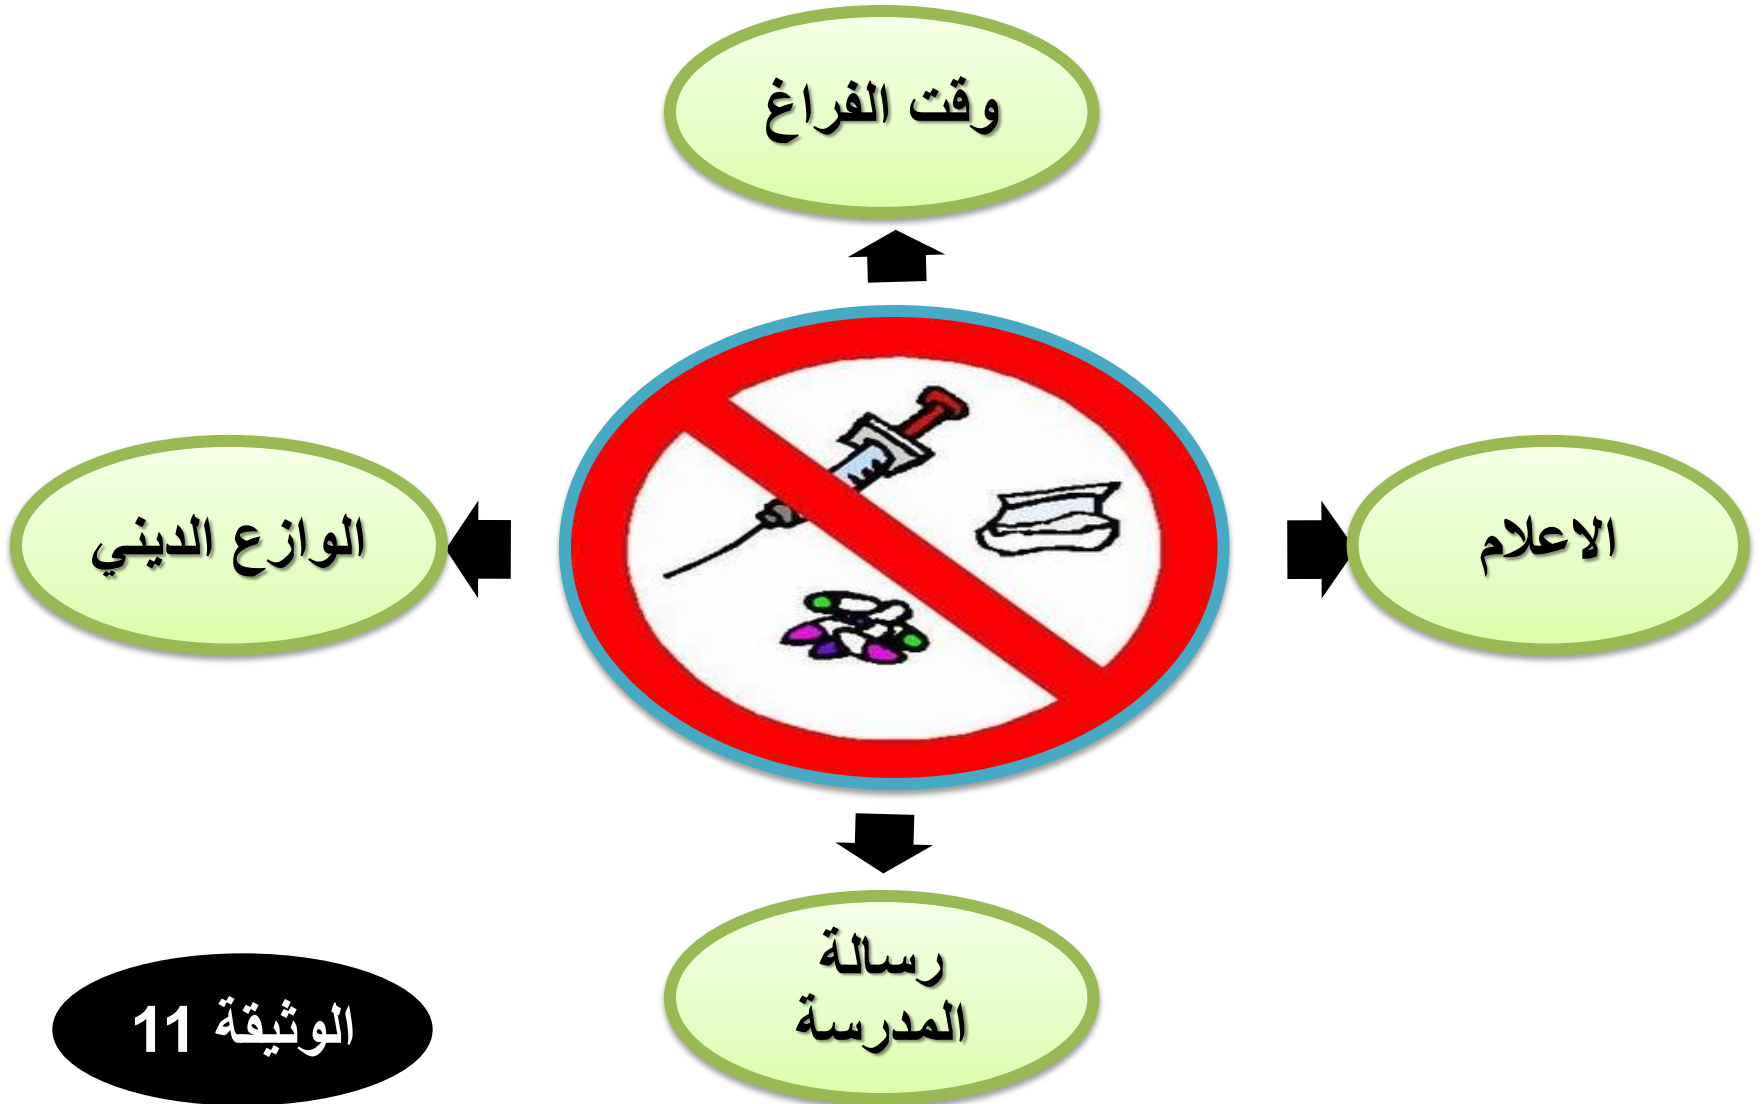 وقت الفراغ
الاعلام
الوازع الديني
رسالة
المدرسة
الوثيقة 11